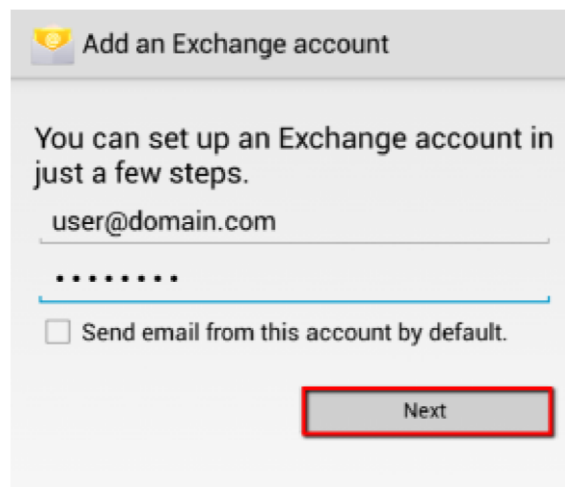 Add an Exchange account
You can set up an Exchange account in
just a few steps.
user@domain.com
••••••••
Send email from this account by default.
Next